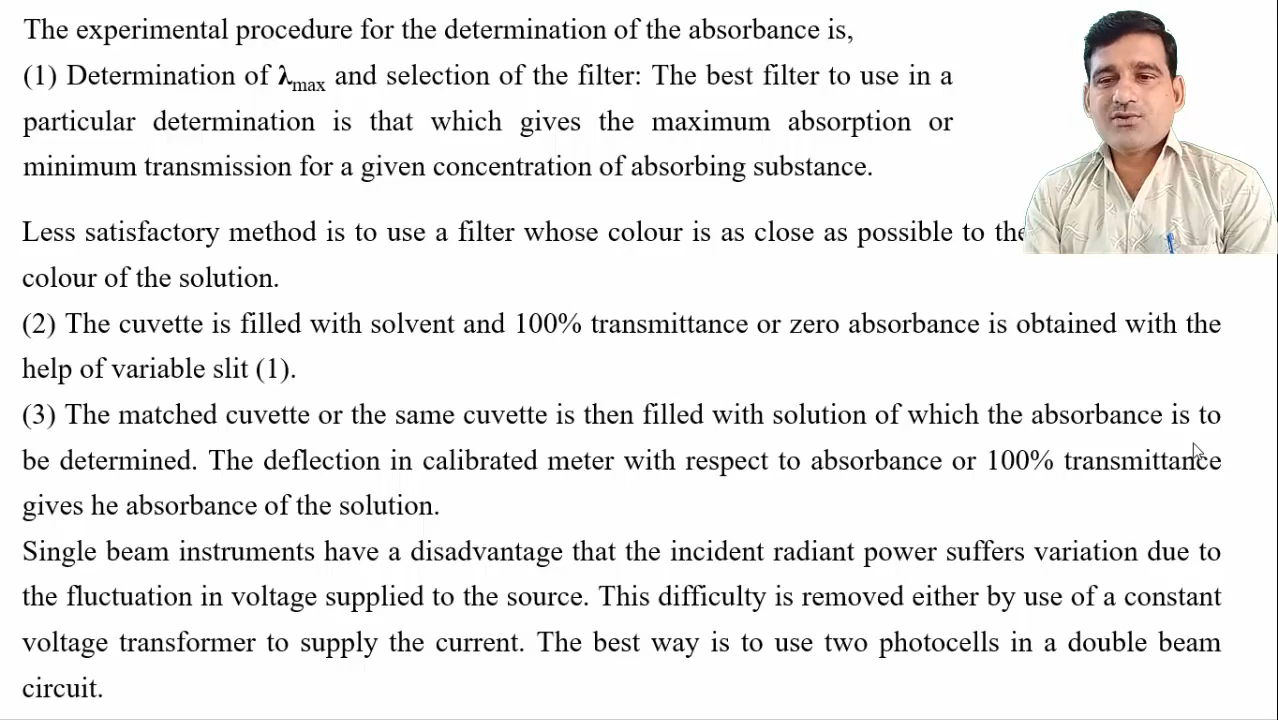 The experimental procedure for the determination of the absorbance is,
(1) Determination of λmax and selection of the filter: The best filter to use in a
particular determination is that which gives the maximum absorption or
minimum transmission for a given concentration of absorbing substance.
Less satisfactory method is to use a filter whose colour is as close as possible to the
colour of the solution.
(2) The cuvette is filled with solvent and 100% transmittance or zero absorbance is obtained with the
help of variable slit (1).
(3) The matched cuvette or the same cuvette is then filled with solution of which the absorbance is to
be determined. The deflection in calibrated meter with respect to absorbance or 100% transmittance
gives he absorbance of the solution.
Single beam instruments have a disadvantage that the incident radiant power suffers variation due to
the fluctuation in voltage supplied to the source. This difficulty is removed either by use of a constant
voltage transformer to supply the current. The best way is to use two photocells in a double beam
circuit.